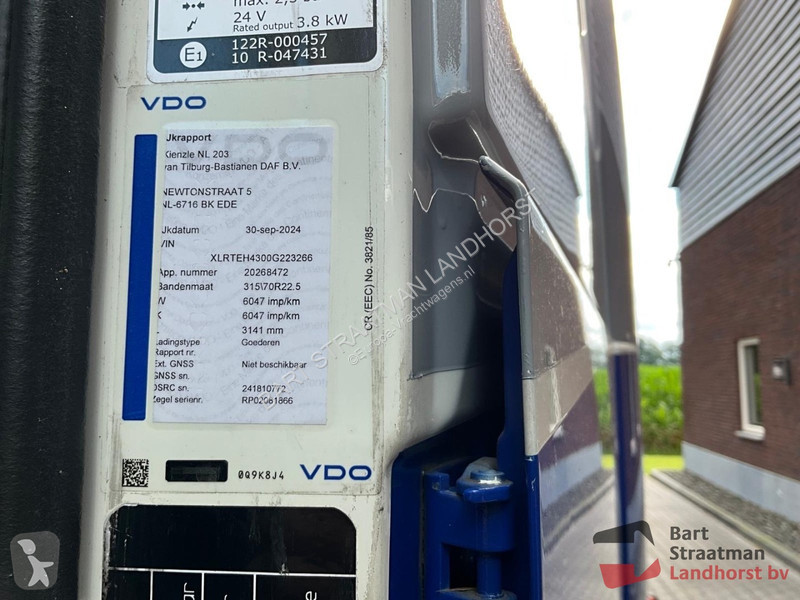 max. 2,5
24 V Rated output 3.8 kW
E1 122R-000457
10 R-047431
VDO
IJkrapport
Kienzle NL 203
van Tilburg-Bastianen DAF B.V.
NEWTONSTRAAT 5
NL-6716 BK EDE
IJkdatum 30-sep-2024
VIN
XLRTEH4300G223266
App. nummer 20268472
Bandenmaat 315\70R22.5
W 6047 imp/km
K 6047 imp/km
L 3141 mm
Ladingstype Goederen
Rapport nr.
Ext. GNSS Niet beschikbaar
GNSS sn.
DSRC sn. 241810772
Zegel serienr. RP02081866
0Q9K8J4 VDO
CR (EEC) No. 3821/85
BART STRAATMAN LANDHORST
Bart
Straatman
Landhorst bv